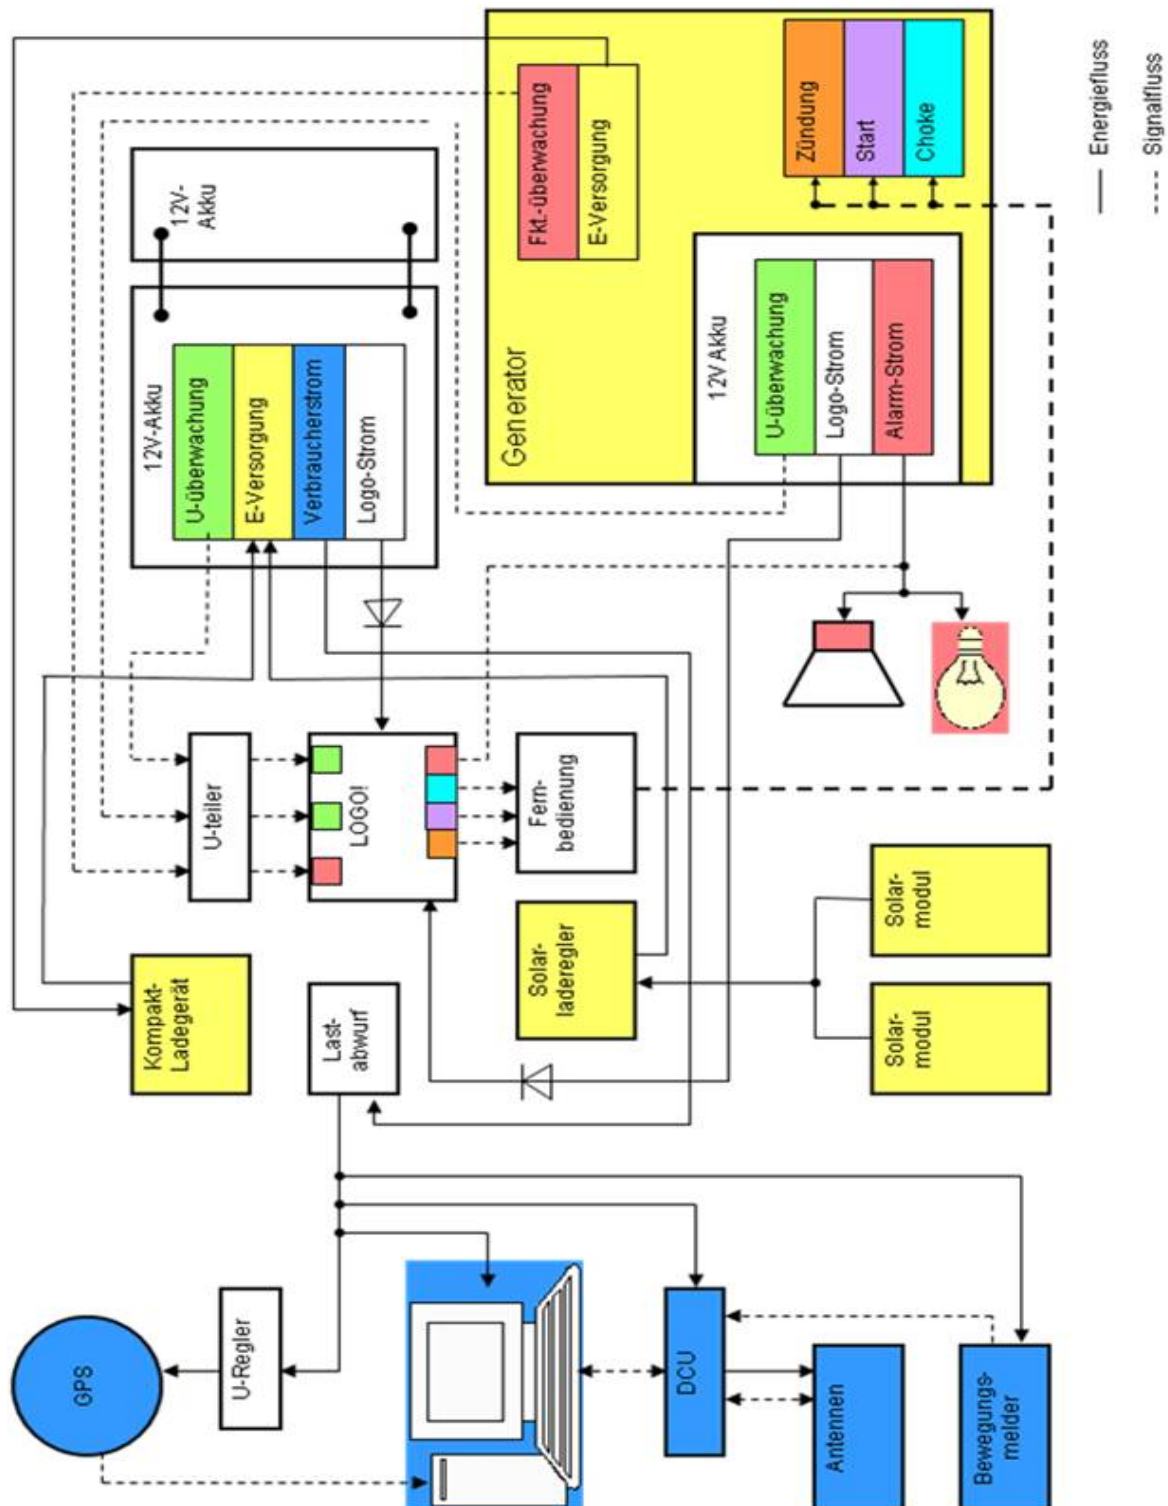 GPS
U-Regler
DCU
Antennen
Bewegungs-
melder
Kompakt-
Ladegerät
Last-
abwurf
Solar-
laderegler
Solar-
modul
Solar-
modul
U-teiler
LOGO!
Fern-
bedienung
12V-Akku
U-überwachung
E-Versorgung
Verbraucherstrom
Logo-Strom
12V-
Akku
Generator
Fkt.-überwachung
E-Versorgung
12V Akku
U-überwachung
Logo-Strom
Alarm-Strom
Zündung
Start
Choke
Energiefluss
Signalfluss